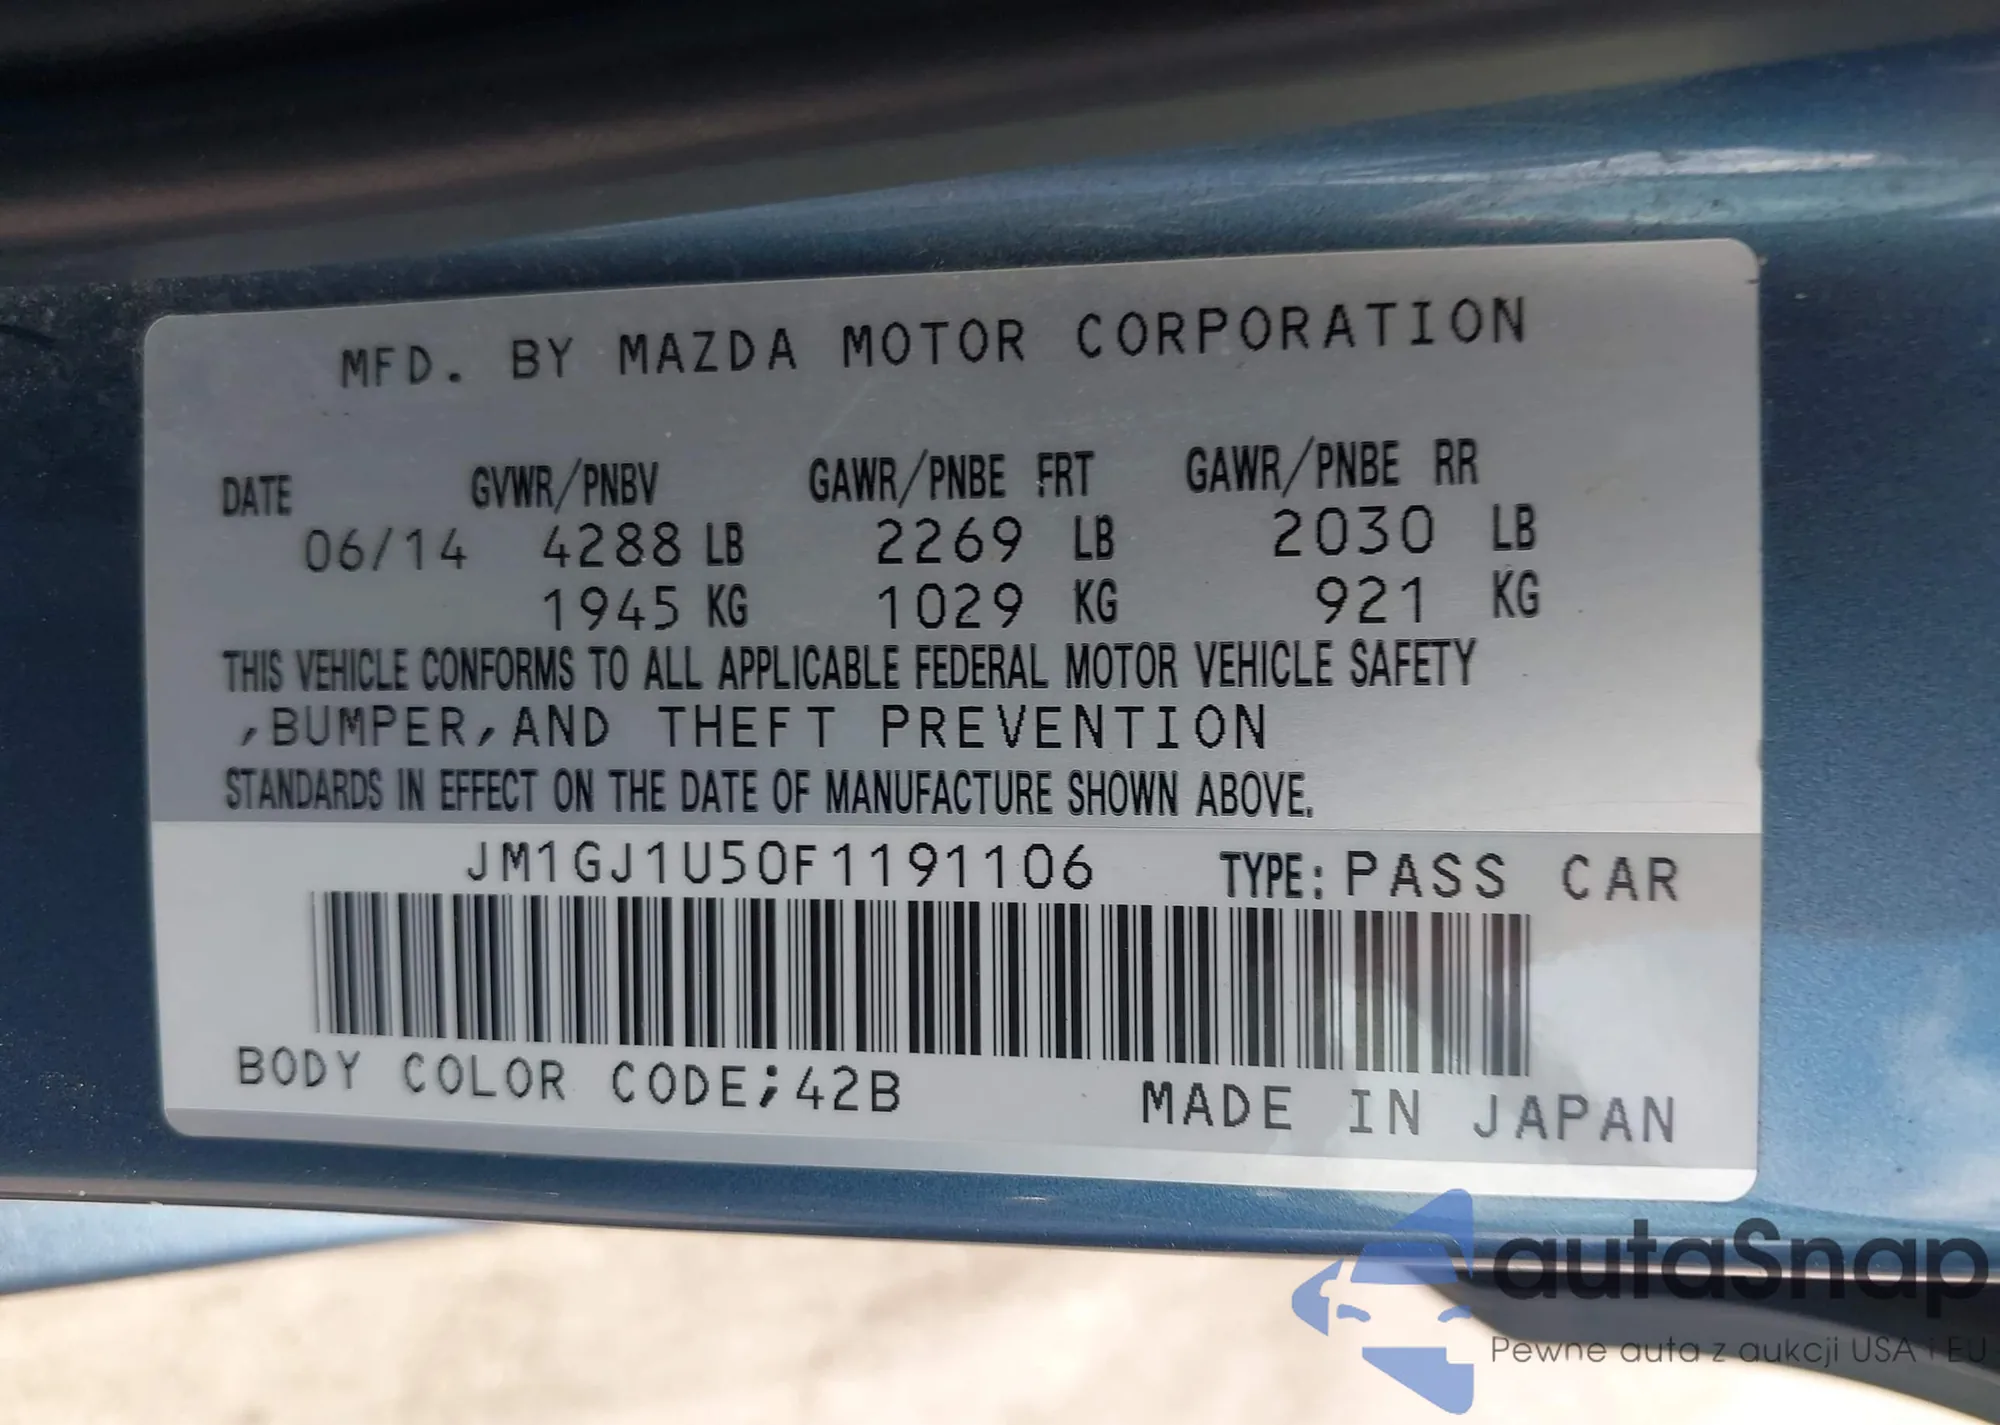 MFD. BY MAZDA MOTOR CORPORATION
DATE GVWR/PNBV GAWR/PNBE FRT GAWR/PNBE RR
06/14 4288 LB 2269 LB 2030 LB
1945 KG 1029 KG 921 KG
THIS VEHICLE CONFORMS TO ALL APPLICABLE FEDERAL MOTOR VEHICLE SAFETY
,BUMPER,AND THEFT PREVENTION
STANDARDS IN EFFECT ON THE DATE OF MANUFACTURE SHOWN ABOVE.
JM1GJ1U50F1191106 TYPE: PASS CAR
BODY COLOR CODE;42B MADE IN JAPAN
autaSnap
Pewne auta z aukcji USA i EU